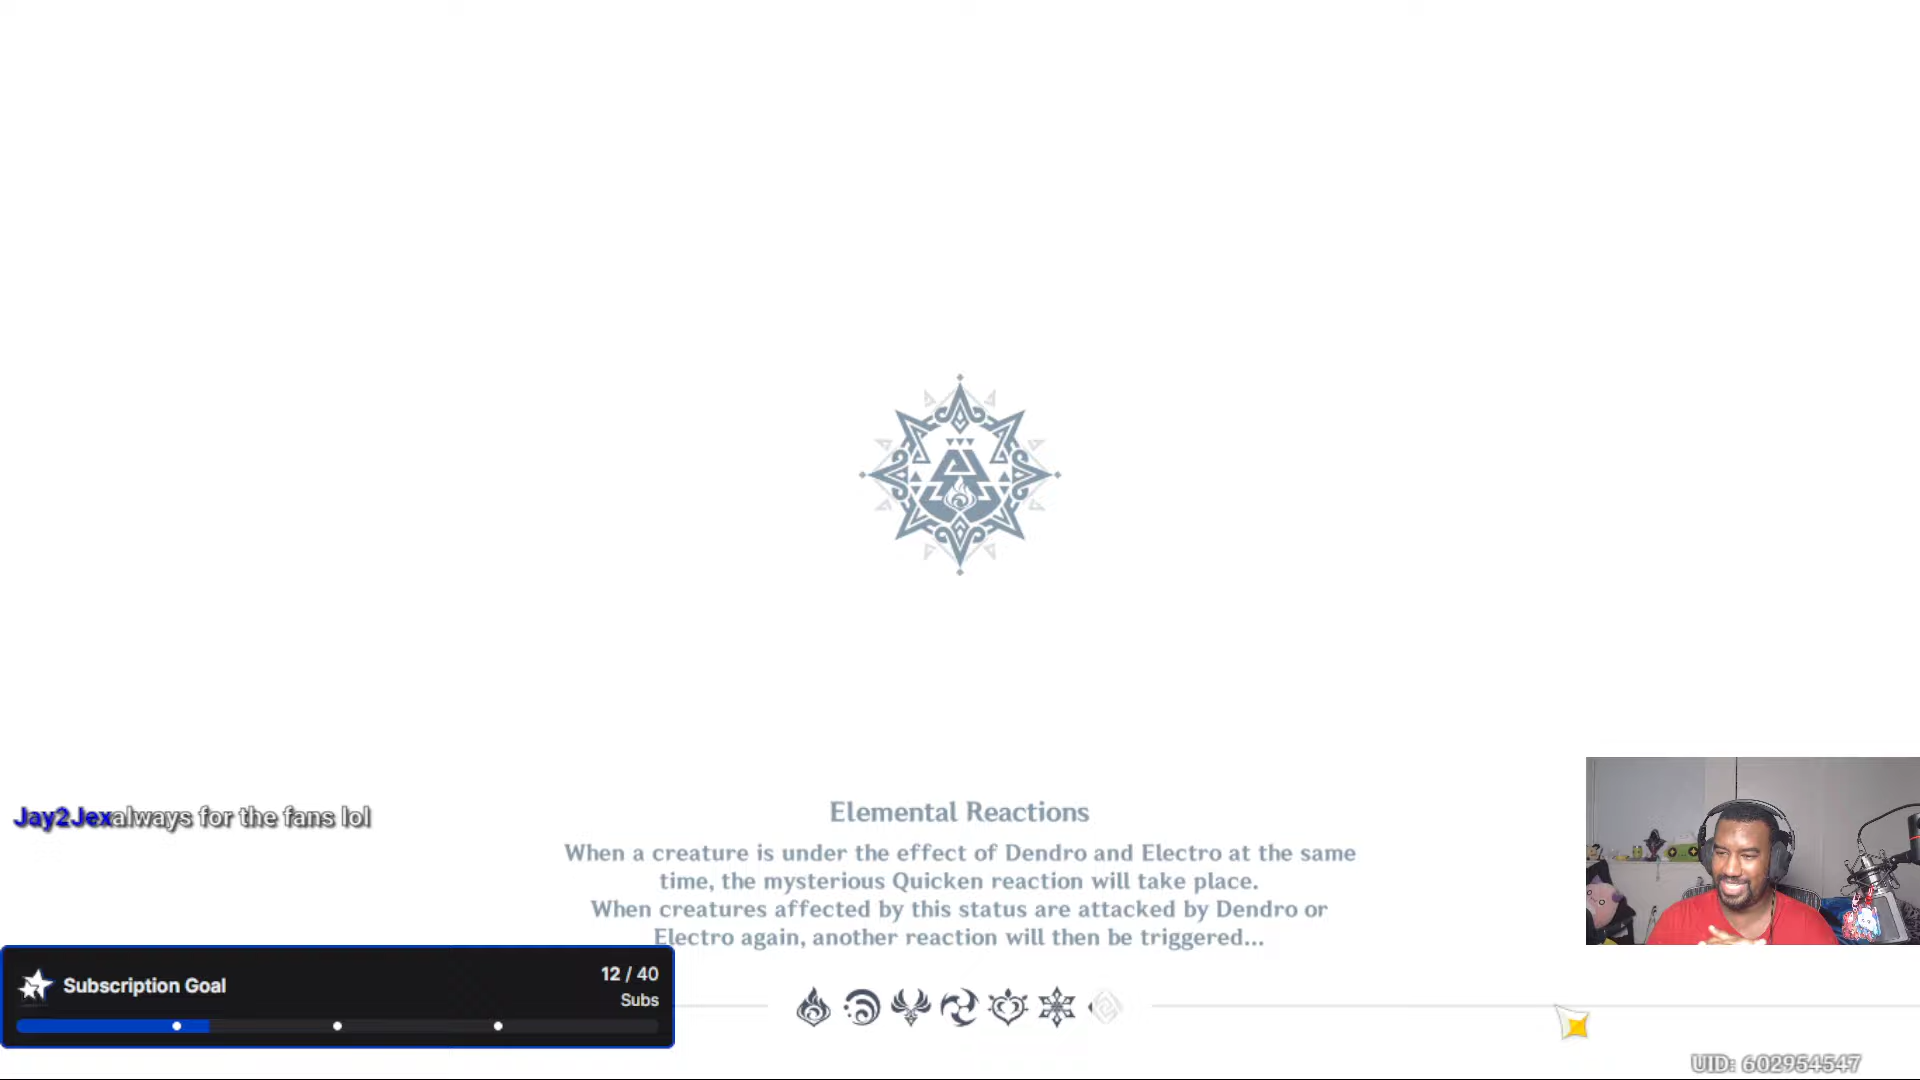 Jay2Jexalways for the fans lol
Elemental Reactions
When a creature is under the effect of Dendro and Electro at the same
time, the mysterious Quicken reaction will take place.
When creatures affected by this status are attacked by Dendro or
Electro again, another reaction will then be triggered...
Subscription Goal
12 / 40
Subs
UID: 602954547